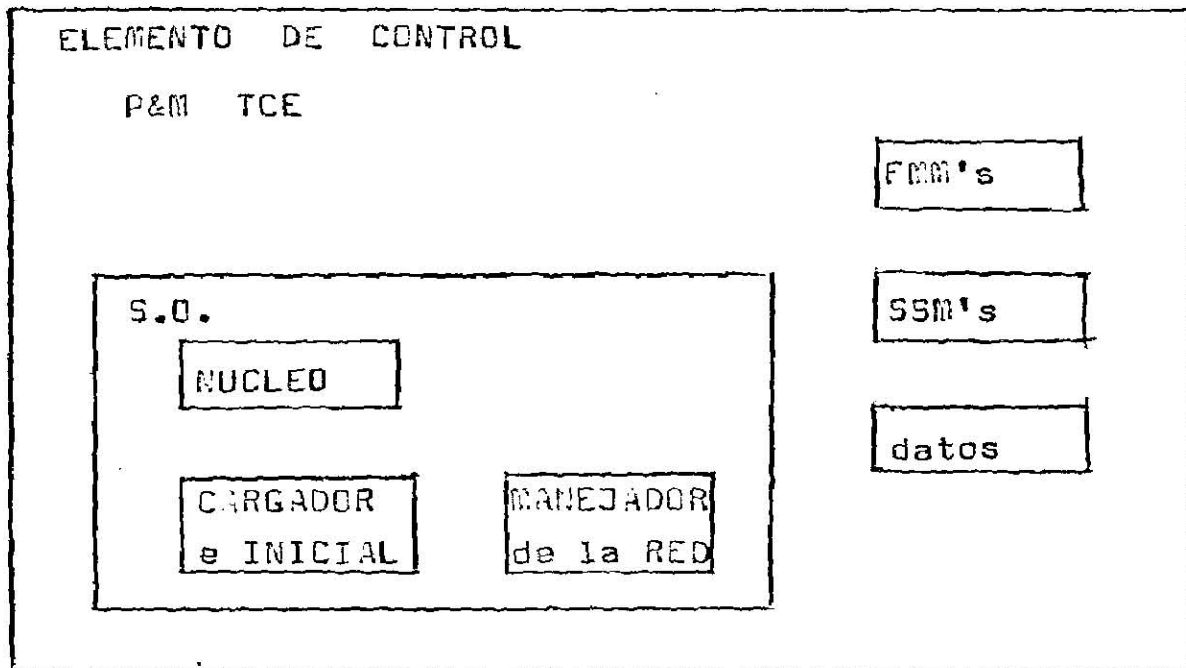 ELEMENTO DE CONTROL
P&M TCE
FMM's
SSM's
datos
S.O.
NUCLEO
CARGADOR
e INICIAL
MANEJADOR
de la RED